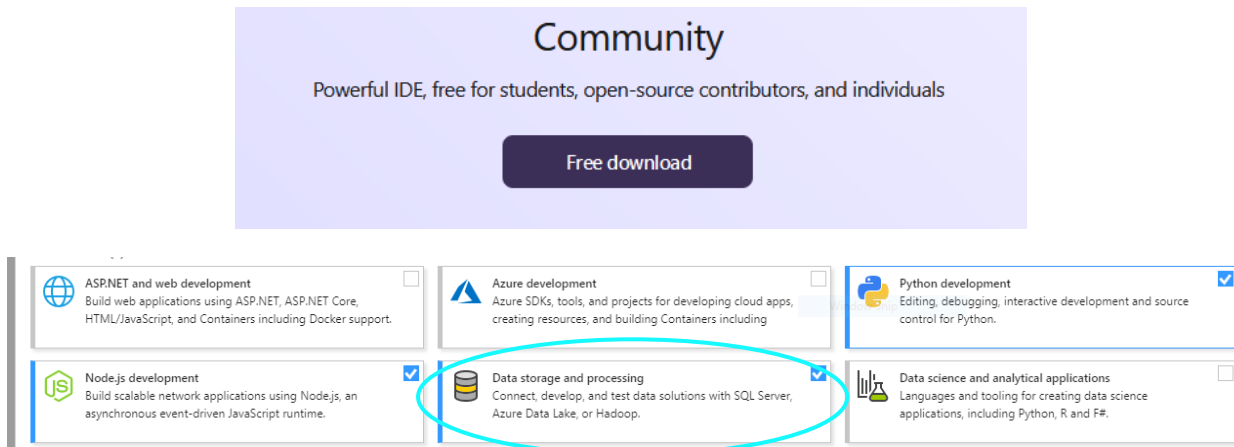 Community
Powerful IDE, free for students, open-source contributors, and individuals
Free download
ASP.NET and web development
Build web applications using ASP.NET, ASP.NET Core,
HTML/JavaScript, and Containers including Docker support.
Azure development
Azure SDKs, tools, and projects for developing cloud apps,
creating resources, and building Containers including
Python development
Editing, debugging, interactive development and source
control for Python.
Node.js development
Build scalable network applications using Node.js, an
asynchronous event-driven JavaScript runtime.
Data storage and processing
Connect, develop, and test data solutions with SQL Server,
Azure Data Lake, or Hadoop.
Data science and analytical applications
Languages and tooling for creating data science
applications, including Python, R and F#.